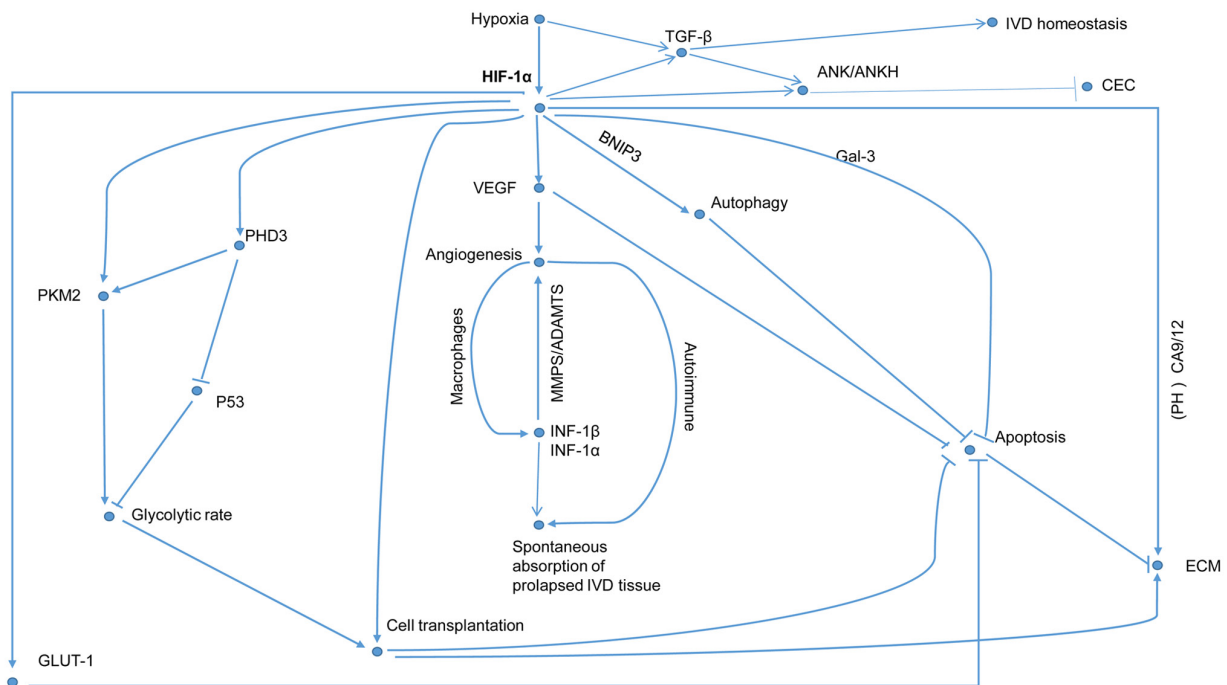 Hypoxia
IVD homeostasis
TGF-β
HIF-1α
ANK/ANKH
CEC
BNIP3
Gal-3
VEGF
Autophagy
PHD3
Angiogenesis
PKM2
Macrophages
MMPS/ADAMTS
Autoimmune
(PH ) CA9/12
P53
INF-1β
INF-1α
Apoptosis
Glycolytic rate
Spontaneous
absorption of
prolapsed IVD tissue
ECM
Cell transplantation
GLUT-1